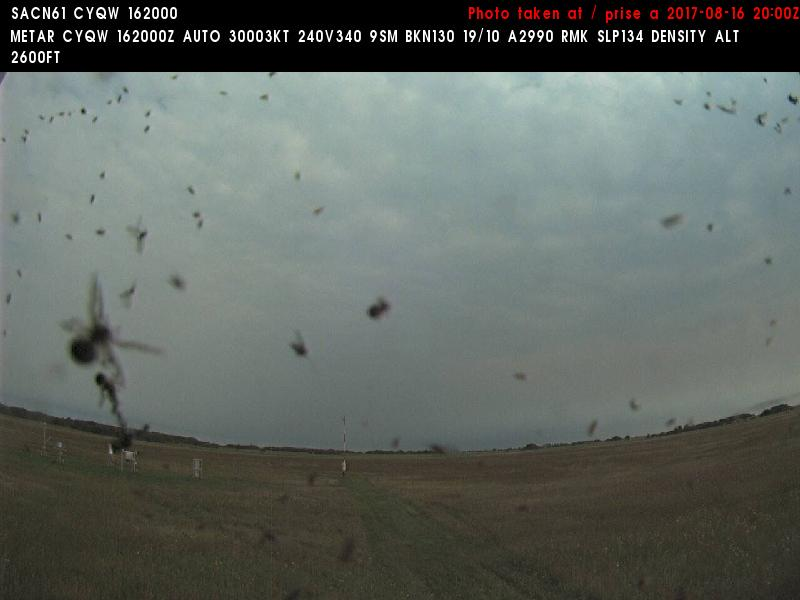 SACN61 CYQW 162000 Photo taken at / prise a 2017-08-16 20:00Z
METAR CYQW 162000Z AUTO 30003KT 240V340 9SM BKN130 19/10 A2990 RMK SLP134 DENSITY ALT
2600FT